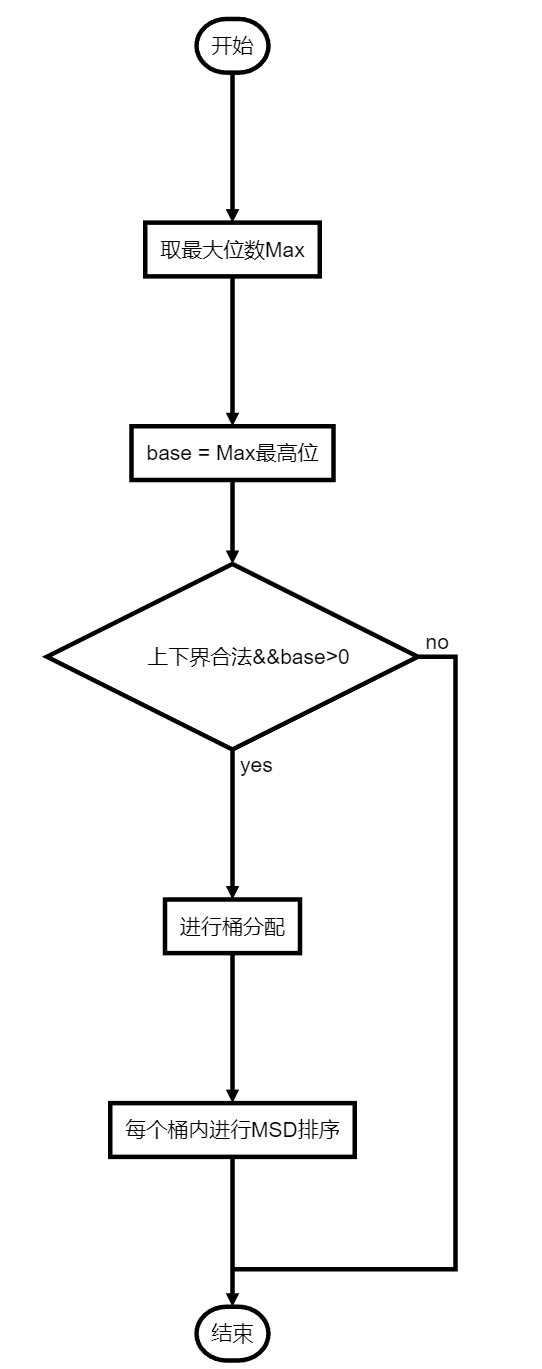 开始
取最大位数Max
base = Max最高位
上下界合法&&base>0
no
yes
进行桶分配
每个桶内进行MSD排序
结束